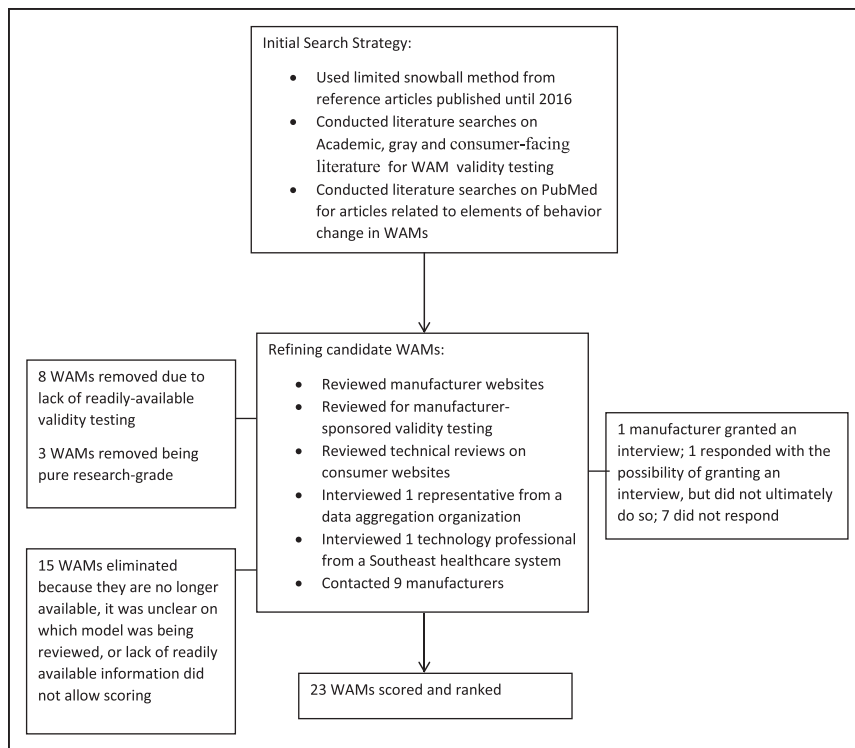 Initial Search Strategy:
• Used limited snowball method from
reference articles published until 2016
• Conducted literature searches on
Academic, gray and consumer-facing
literature for WAM validity testing
• Conducted literature searches on PubMed
for articles related to elements of behavior
change in WAMs
Refining candidate WAMs:
• Reviewed manufacturer websites
• Reviewed for manufacturer-
sponsored validity testing
• Reviewed technical reviews on
consumer websites
• Interviewed 1 representative from a
data aggregation organization
• Interviewed 1 technology professional
from a Southeast healthcare system
• Contacted 9 manufacturers
8 WAMs removed due to
lack of readily-available
validity testing
3 WAMs removed being
pure research-grade
1 manufacturer granted an
interview; 1 responded with the
possibility of granting an
interview, but did not ultimately
do so; 7 did not respond
15 WAMs eliminated
because they are no longer
available, it was unclear on
which model was being
reviewed, or lack of readily
available information did
not allow scoring
23 WAMs scored and ranked